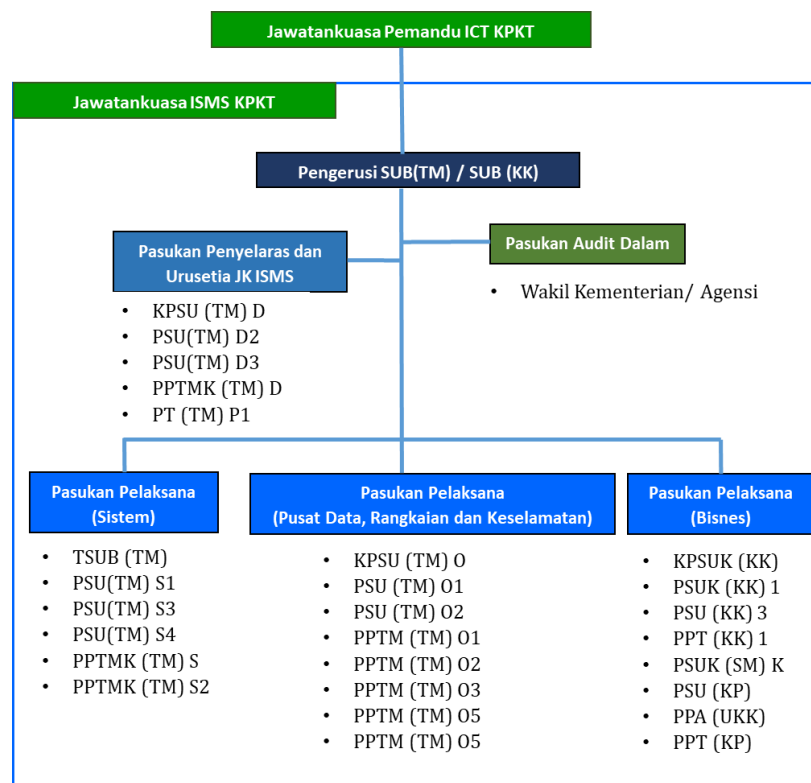 Jawatankuasa Pemandu ICT KPKT
Jawatankuasa ISMS KPKT
Pengerusi SUB(TM) / SUB (KK)
Pasukan Penyelaras dan
Urusetia JK ISMS
• KPSU (TM) D
• PSU(TM) D2
• PSU(TM) D3
• PPTMK (TM) D
• PT (TM) P1
Pasukan Audit Dalam
• Wakil Kementerian/ Agensi
Pasukan Pelaksana
(Sistem)
• TSUB (TM)
• PSU(TM) S1
• PSU(TM) S3
• PSU(TM) S4
• PPTMK (TM) S
• PPTMK (TM) S2
Pasukan Pelaksana
(Pusat Data, Rangkaian dan Keselamatan)
• KPSU (TM) O
• PSU (TM) O1
• PSU (TM) O2
• PPTM (TM) O1
• PPTM (TM) O2
• PPTM (TM) O3
• PPTM (TM) O5
• PPTM (TM) O5
Pasukan Pelaksana
(Bisnes)
• KPSUK (KK)
• PSUK (KK) 1
• PSU (KK) 3
• PPT (KK) 1
• PSUK (SM) K
• PSU (KP)
• PPA (UKK)
• PPT (KP)